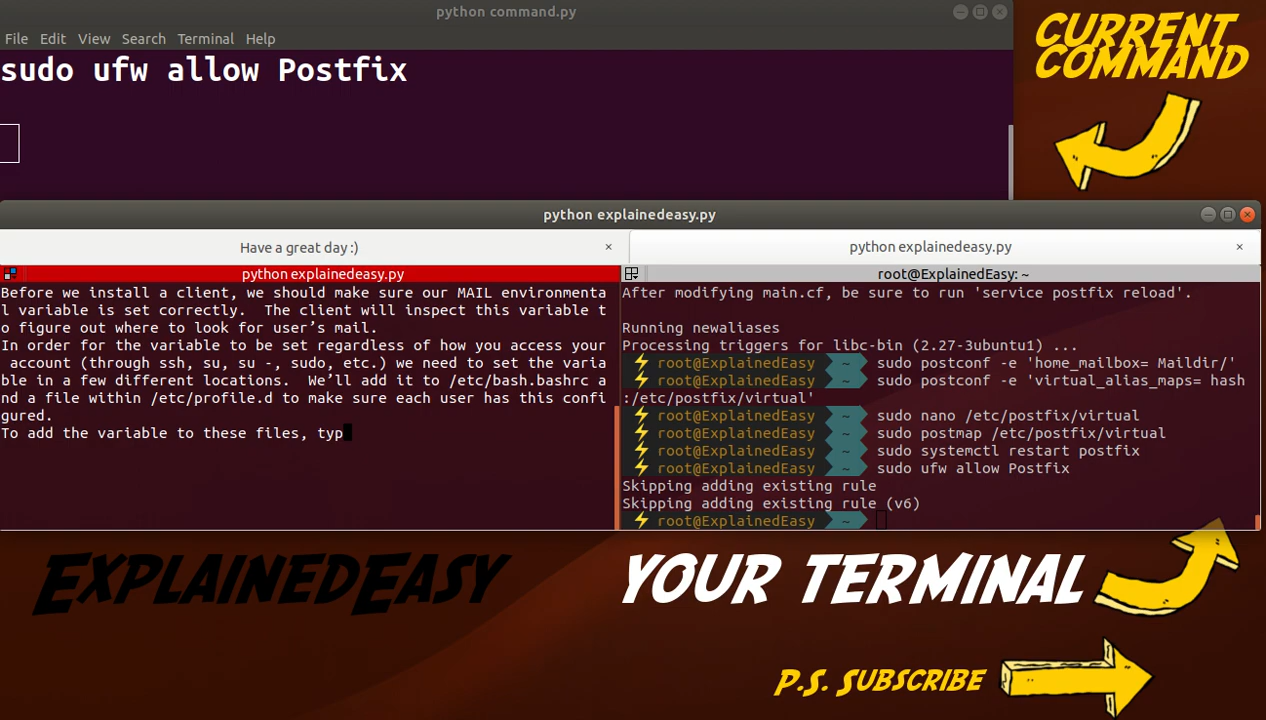 python command.py
File Edit View Search Terminal Help
sudo ufw allow Postfix
CURRENT
COMMAND
python explainedeasy.py
Have a great day :) ×
python explainedeasy.py ×
python explainedeasy.py
Before we install a client, we should make sure our MAIL environmenta
l variable is set correctly.  The client will inspect this variable t
o figure out where to look for user’s mail.
In order for the variable to be set regardless of how you access your
 account (through ssh, su, su -, sudo, etc.) we need to set the varia
ble in a few different locations.  We’ll add it to /etc/bash.bashrc a
nd a file within /etc/profile.d to make sure each user has this confi
gured.
To add the variable to these files, typ
root@ExplainedEasy: ~
After modifying main.cf, be sure to run 'service postfix reload'.
Running newaliases
Processing triggers for libc-bin (2.27-3ubuntu1) ...
⚡ root@ExplainedEasy ~ sudo postconf -e 'home_mailbox= Maildir/'
⚡ root@ExplainedEasy ~ sudo postconf -e 'virtual_alias_maps= hash
:/etc/postfix/virtual'
⚡ root@ExplainedEasy ~ sudo nano /etc/postfix/virtual
⚡ root@ExplainedEasy ~ sudo postmap /etc/postfix/virtual
⚡ root@ExplainedEasy ~ sudo systemctl restart postfix
⚡ root@ExplainedEasy ~ sudo ufw allow Postfix
Skipping adding existing rule
Skipping adding existing rule (v6)
⚡ root@ExplainedEasy ~
EXPLAINEDEASY
YOUR TERMINAL
P.S. SUBSCRIBE